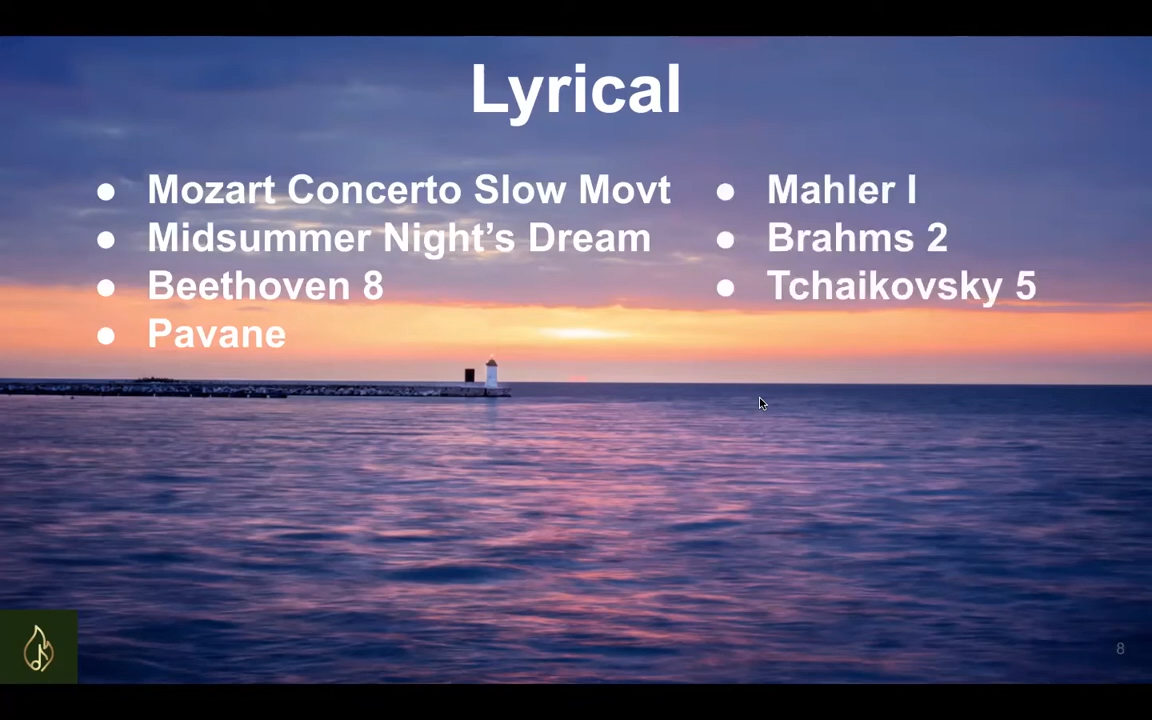 Lyrical
● Mozart Concerto Slow Movt
● Midsummer Night's Dream
● Beethoven 8
● Pavane
● Mahler I
● Brahms 2
● Tchaikovsky 5
8